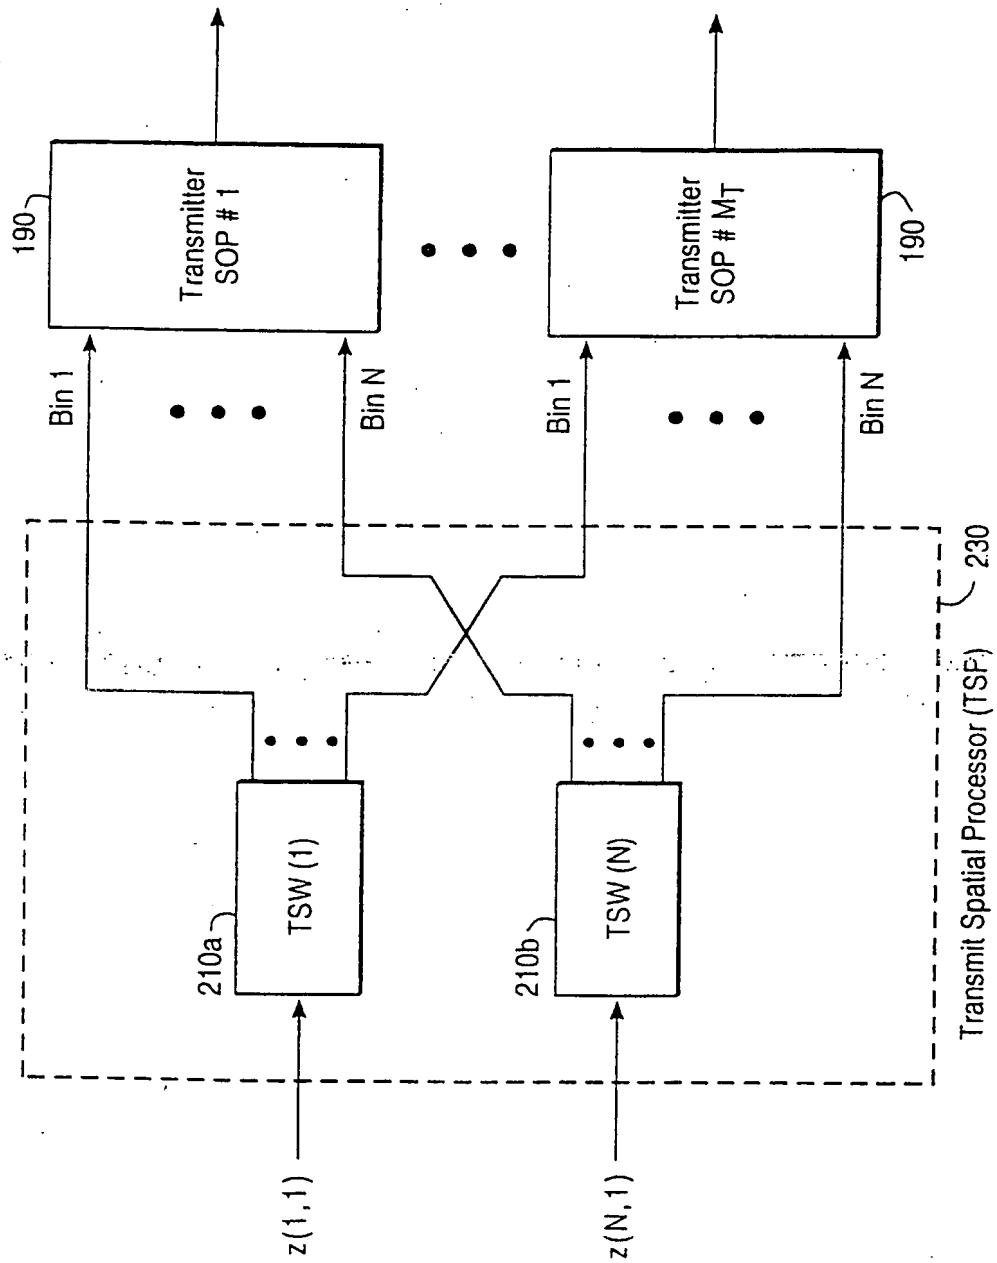 z(1,1)
z(N,1)
210a
TSW (1)
210b
TSW (N)
Transmit Spatial Processor (TSP)
230
Bin 1
Bin N
Bin 1
Bin N
190
Transmitter
SOP # 1
Transmitter
SOP # MT
190